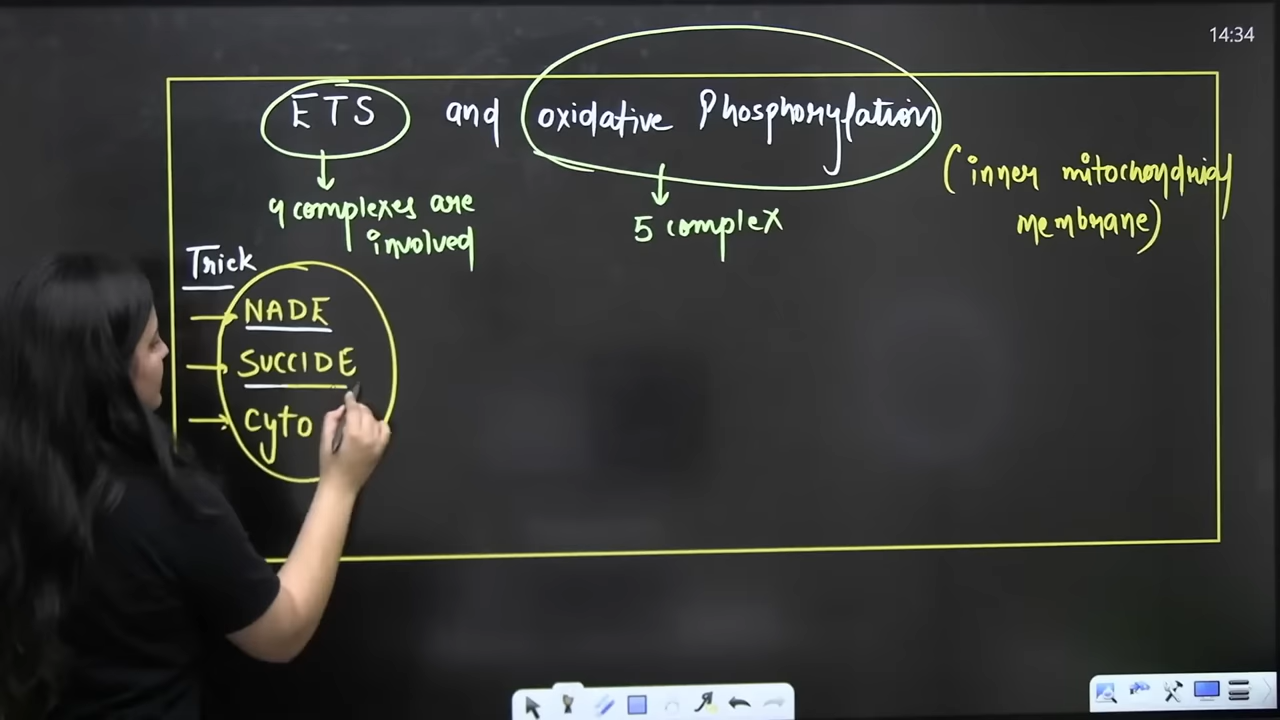 14:34
ETS and oxidative Phosphorylation
(inner mitochondrial
membrane)
4 complexes are
involved
5 complex
Trick
NADE
SUCCIDE
Cyto